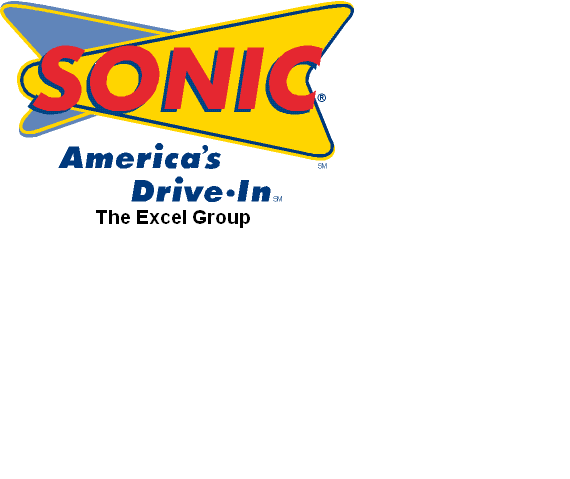 SONIC®
SM
America's
Drive-In SM
The Excel Group